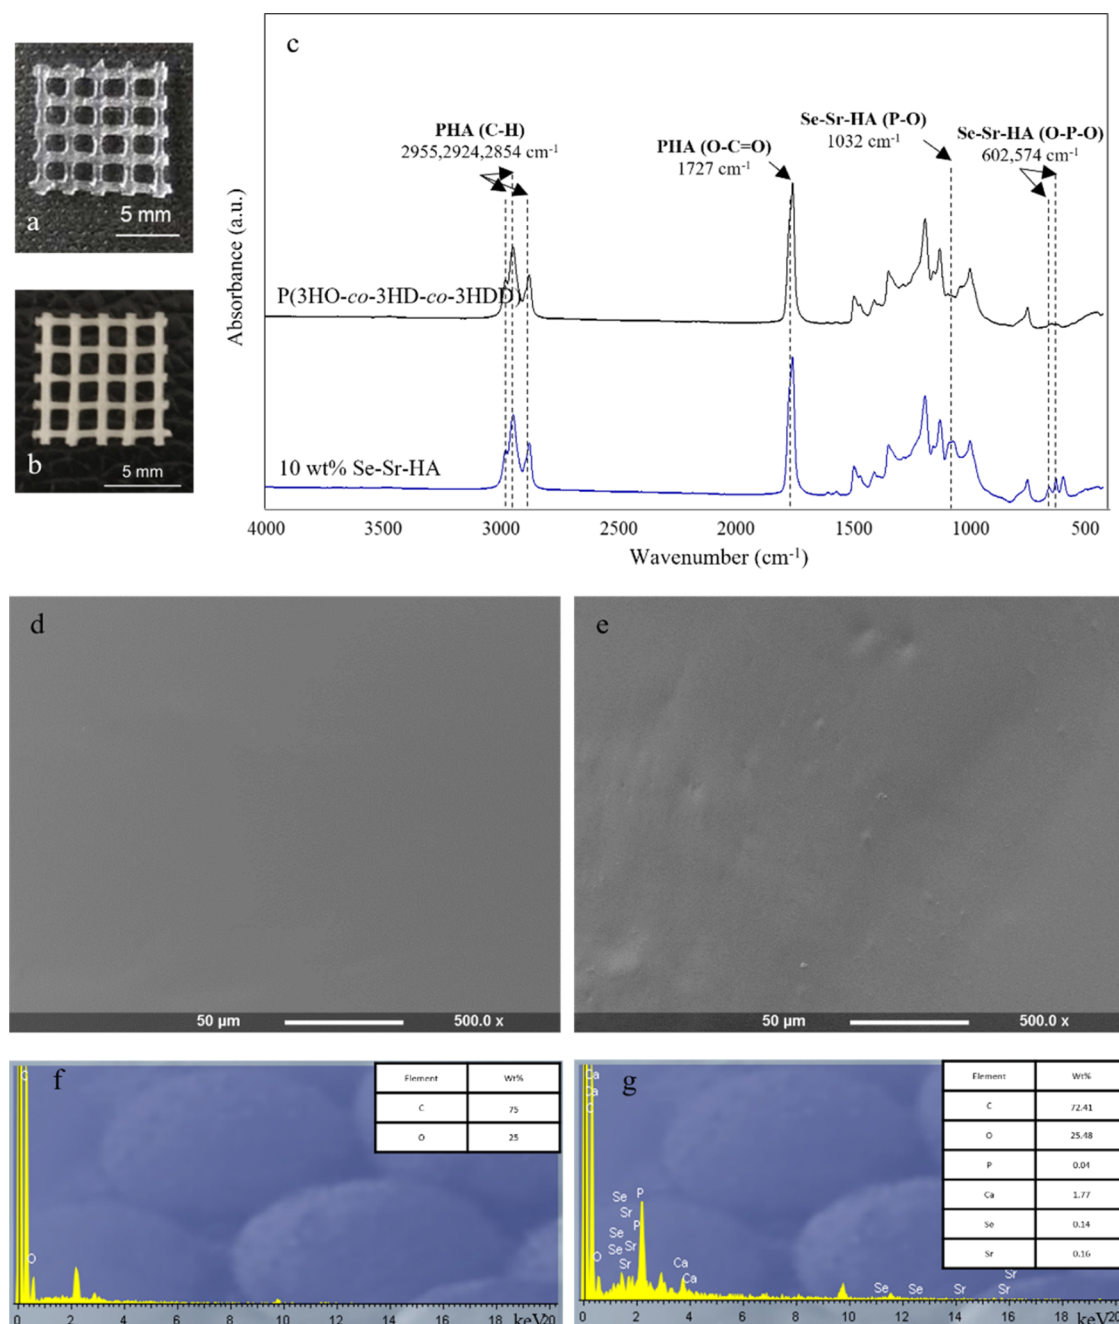 a
5 mm
b
5 mm
c
PHA (C-H)
2955,2924,2854 cm⁻¹
PHA (O-C=O)
1727 cm⁻¹
Se-Sr-HA (P-O)
1032 cm⁻¹
Se-Sr-HA (O-P-O)
602,574 cm⁻¹
Absorbance (a.u.)
P(3HO-co-3HD-co-3HDD)
10 wt% Se-Sr-HA
4000 3500 3000 2500 2000 1500 1000 500
Wavenumber (cm⁻¹)
d
50 µm 500.0 x
e
50 µm 500.0 x
f
C
O
Element Wt%
C 75
O 25
0 2 4 6 8 10 12 14 16 18 20
keV
g
Ca
Ca
C
O
Se
Sr
P
Se
Sr
P
Se
Sr
Ca
Ca
Se
Se
Sr
Sr
Sr
Element Wt%
C 72.41
O 25.48
P 0.04
Ca 1.77
Se 0.14
Sr 0.16
0 2 4 6 8 10 12 14 16 18 20
keV